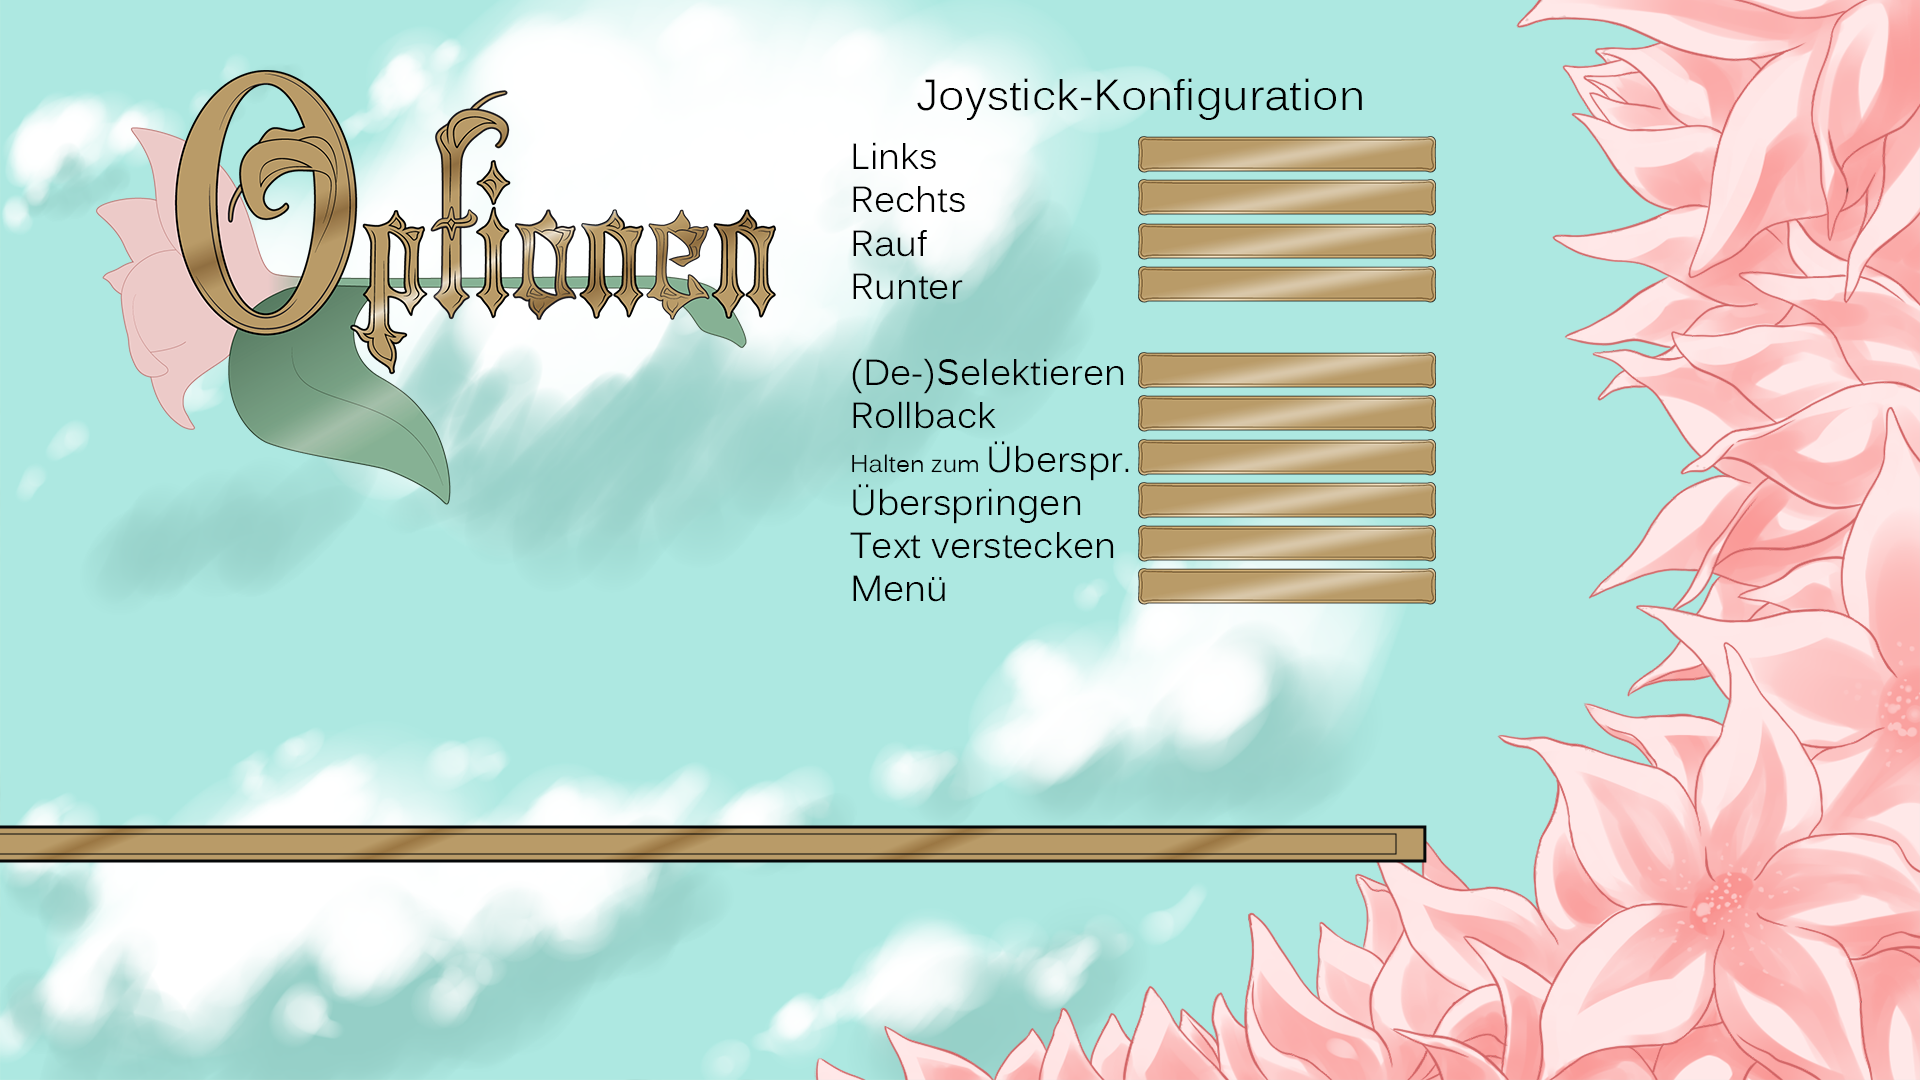 Optionen
Joystick-Konfiguration
Links
Rechts
Rauf
Runter
(De-)Selektieren
Rollback
Halten zum Überspr.
Überspringen
Text verstecken
Menü